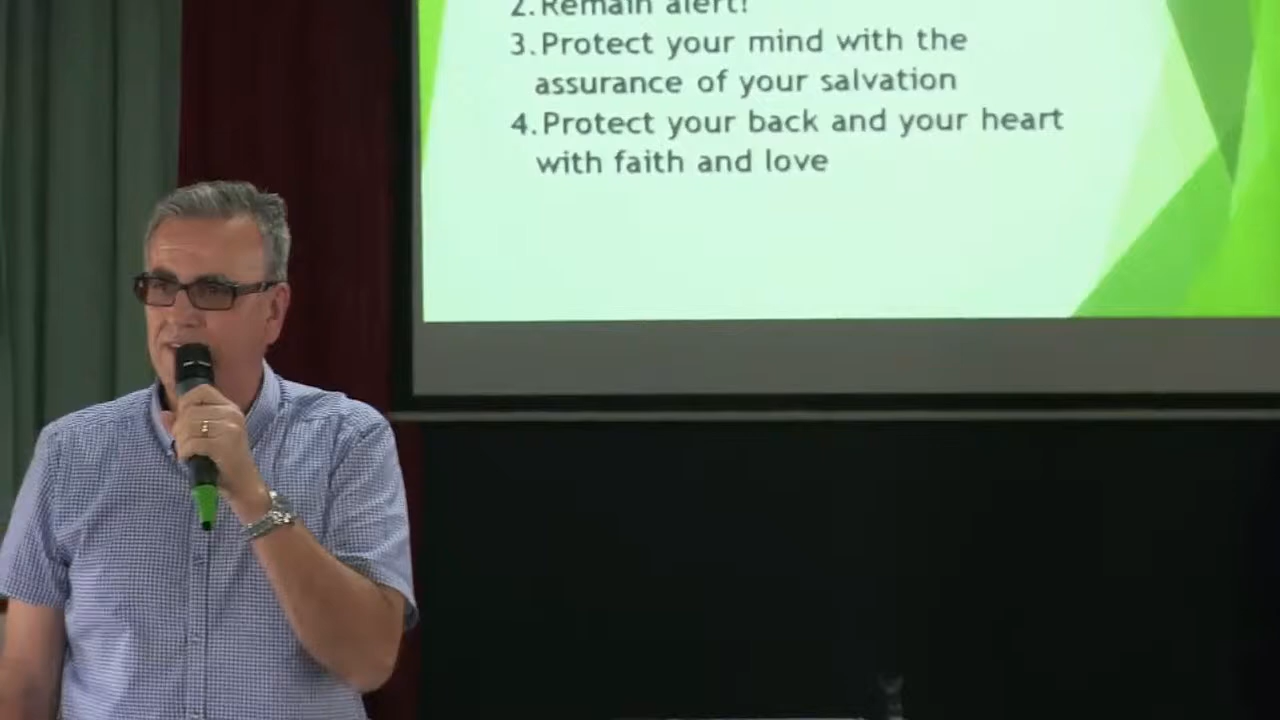 2. Remain alert!
3. Protect your mind with the
assurance of your salvation
4. Protect your back and your heart
with faith and love